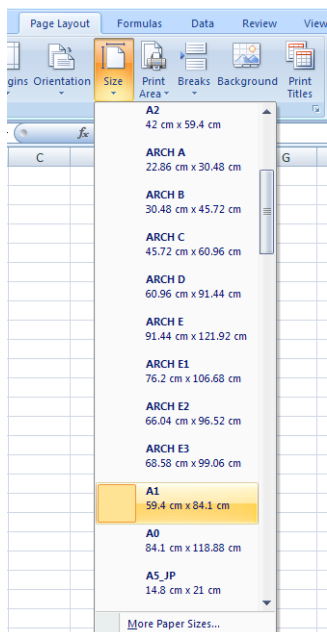 Page Layout Formulas Data Review View
gins Orientation Size Print Area Breaks Background Print Titles
fx
C G
A2
42 cm x 59.4 cm
ARCH A
22.86 cm x 30.48 cm
ARCH B
30.48 cm x 45.72 cm
ARCH C
45.72 cm x 60.96 cm
ARCH D
60.96 cm x 91.44 cm
ARCH E
91.44 cm x 121.92 cm
ARCH E1
76.2 cm x 106.68 cm
ARCH E2
66.04 cm x 96.52 cm
ARCH E3
68.58 cm x 99.06 cm
A1
59.4 cm x 84.1 cm
A0
84.1 cm x 118.88 cm
A5_JP
14.8 cm x 21 cm
More Paper Sizes...